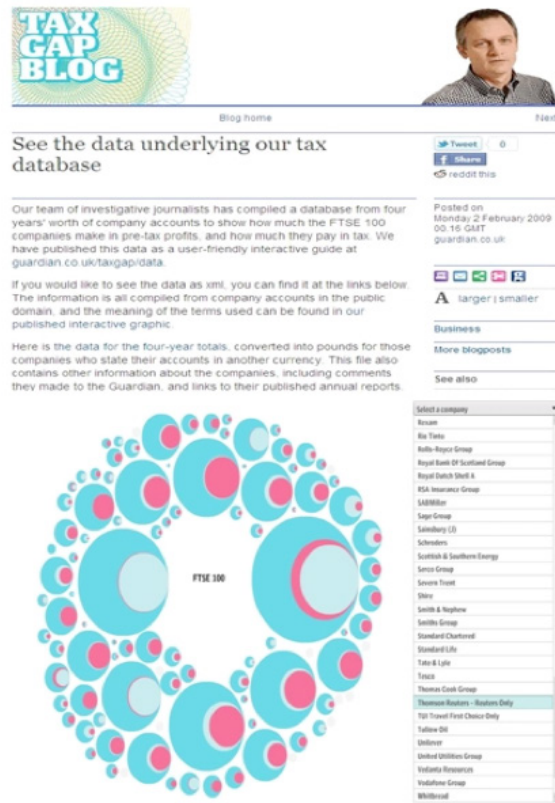 TAX
GAP
BLOG
Blog home
Next
See the data underlying our tax
database
Our team of investigative journalists has compiled a database from four
years' worth of company accounts to show how much the FTSE 100
companies make in pre-tax profits, and how much they pay in tax. We
have published this data as a user-friendly interactive guide at
guardian.co.uk/taxgap/data.
If you would like to see the data as xml, you can find it at the links below.
The information is all compiled from company accounts in the public
domain, and the meaning of the terms used can be found in our
published interactive graphic.
Here is the data for the four-year totals, converted into pounds for those
companies who state their accounts in another currency. This file also
contains other information about the companies, including comments
they made to the Guardian, and links to their published annual reports.
Tweet 0
Share
reddit this
Posted on
Monday 2 February 2009
00.16 GMT
guardian.co.uk
A larger | smaller
Business
More blogposts
See also
FTSE 100
Select a company
Rexam
Rio Tinto
Rolls-Royce Group
Royal Bank Of Scotland Group
Royal Dutch Shell A
RSA Insurance Group
SABMiller
Sage Group
Sainsbury (J)
Schroders
Scottish & Southern Energy
Serco Group
Severn Trent
Shire
Smith & Nephew
Smiths Group
Standard Chartered
Standard Life
Tate & Lyle
Tesco
Thomas Cook Group
Thomson Reuters - Reuters Only
TUI Travel First Choice Only
Tullow Oil
Unilever
United Utilities Group
Vedanta Resources
Vodafone Group
Whitbread